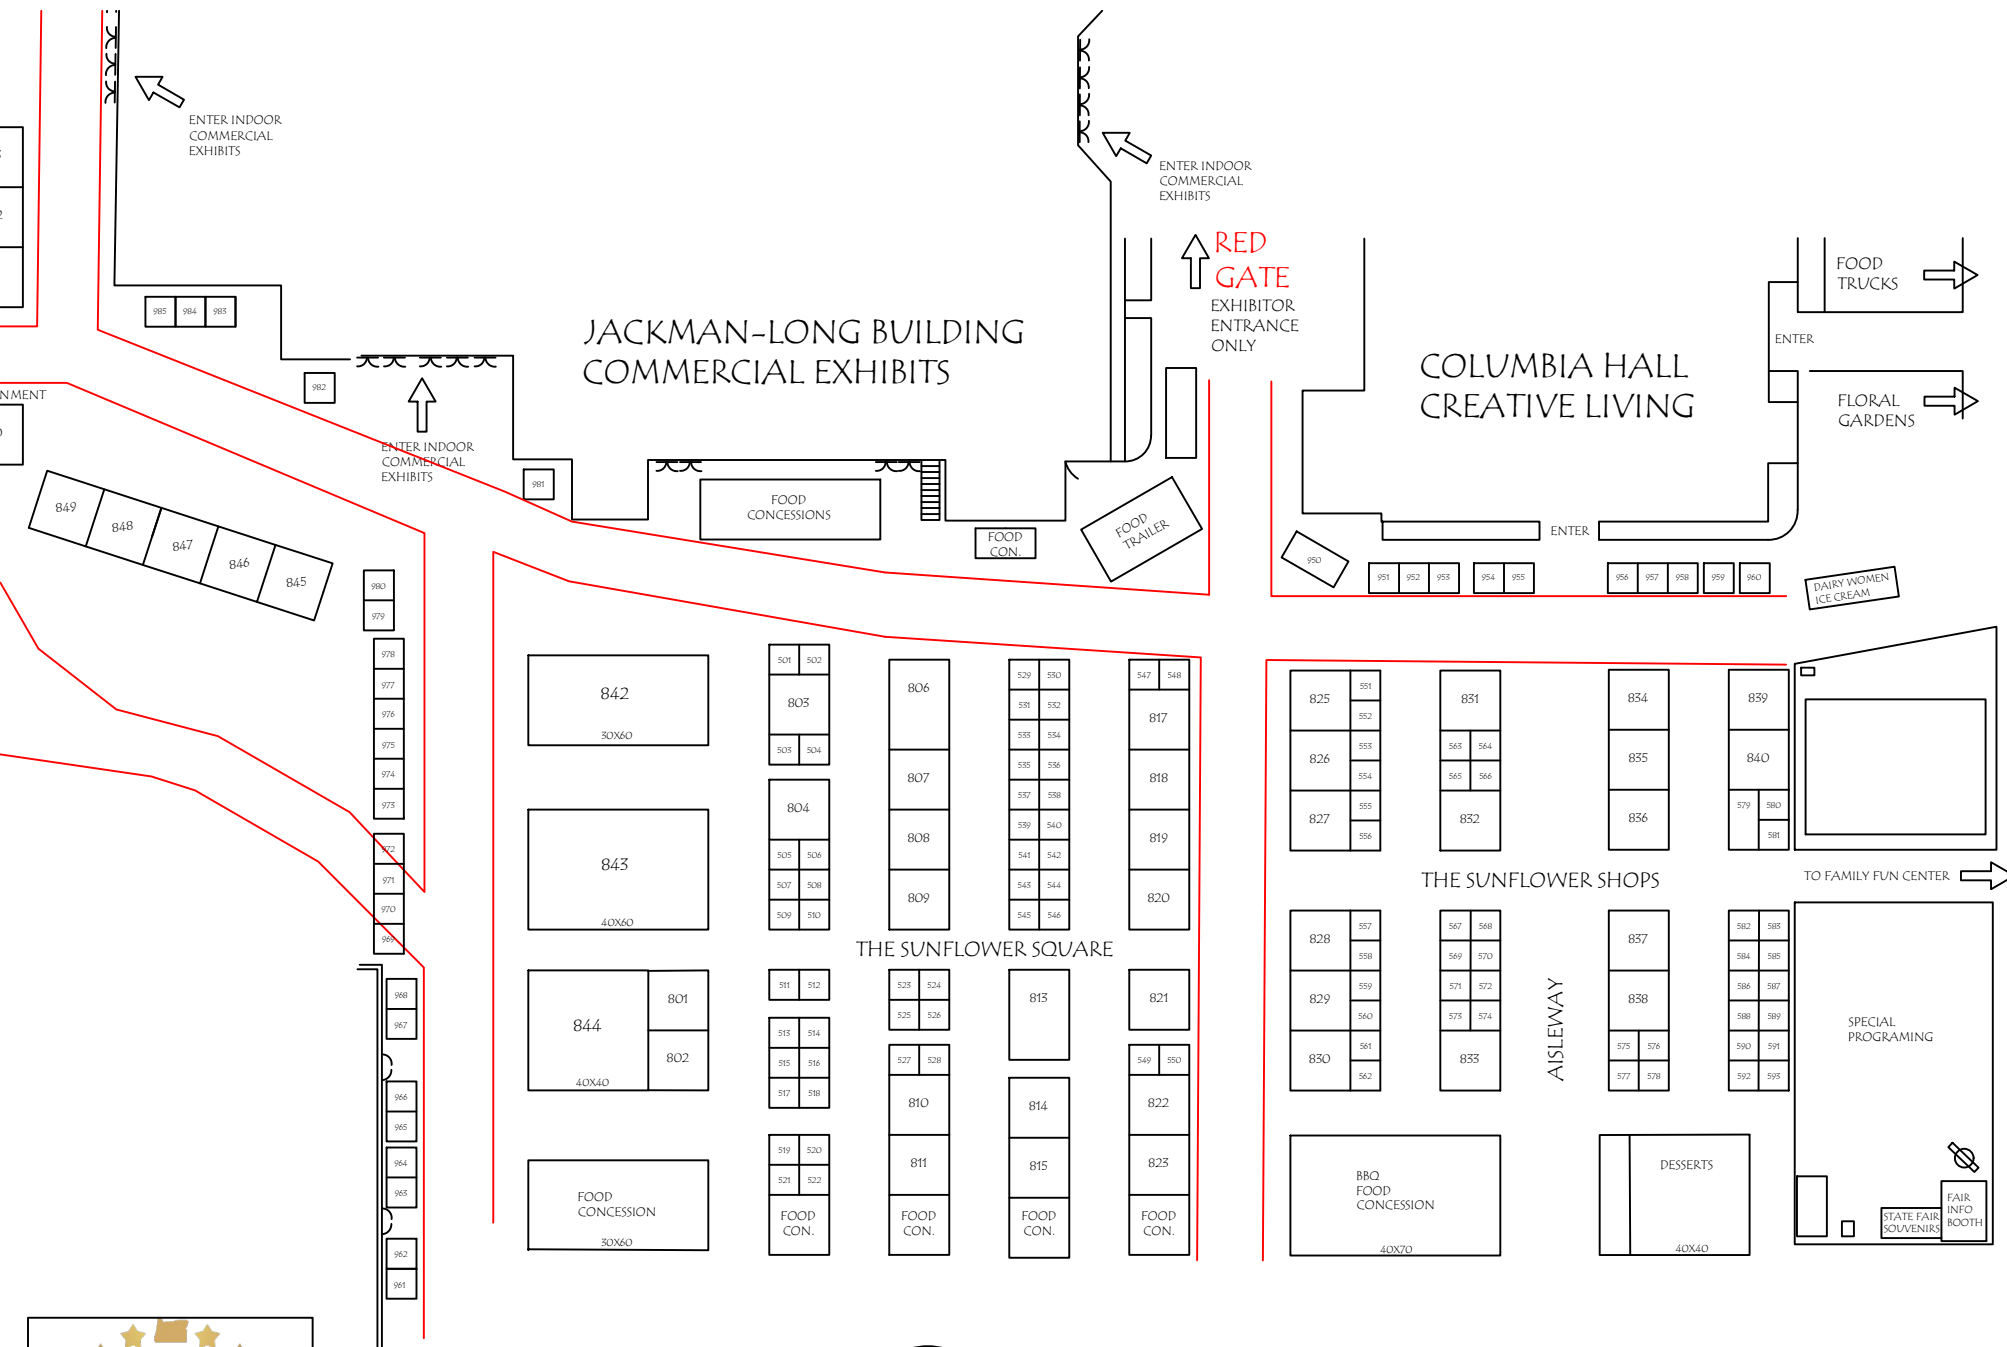 ENTER INDOOR
COMMERCIAL
EXHIBITS
ENTER INDOOR
COMMERCIAL
EXHIBITS
RED
GATE
EXHIBITOR
ENTRANCE
ONLY
FOOD
TRUCKS
ENTER
FLORAL
GARDENS
985 984 983
JACKMAN-LONG BUILDING
COMMERCIAL EXHIBITS
COLUMBIA HALL
CREATIVE LIVING
982
NMENT
ENTER INDOOR
COMMERCIAL
EXHIBITS
981
FOOD
CONCESSIONS
FOOD
CON.
FOOD
TRAILER
ENTER
849 848 847 846 845
950
951 952 953 954 955 956 957 958 959 960
DAIRY WOMEN
ICE CREAM
980
979
978
977
976
975
974
973
972
971
970
969
968
967
966
965
964
963
962
961
842
30X60
843
40X60
844
40X40
801
802
FOOD
CONCESSION
30X60
501 502
803
503 504
804
505 506
507 508
509 510
511 512
513 514
515 516
517 518
519 520
521 522
FOOD
CON.
806
807
808
809
THE SUNFLOWER SQUARE
523 524
525 526
527 528
810
811
FOOD
CON.
529 530
531 532
533 534
535 536
537 538
539 540
541 542
543 544
545 546
813
814
815
FOOD
CON.
547 548
817
818
819
820
821
549 550
822
823
FOOD
CON.
825
826
827
551
552
553
554
555
556
831
563 564
565 566
832
834
835
836
839
840
579 580
581
THE SUNFLOWER SHOPS
TO FAMILY FUN CENTER
828
829
830
557
558
559
560
561
562
567 568
569 570
571 572
573 574
833
AISLEWAY
837
838
575 576
577 578
582 583
584 585
586 587
588 589
590 591
592 593
SPECIAL
PROGRAMING
BBQ
FOOD
CONCESSION
40X70
DESSERTS
40X40
STATE FAIR
SOUVENIRS
FAIR
INFO
BOOTH